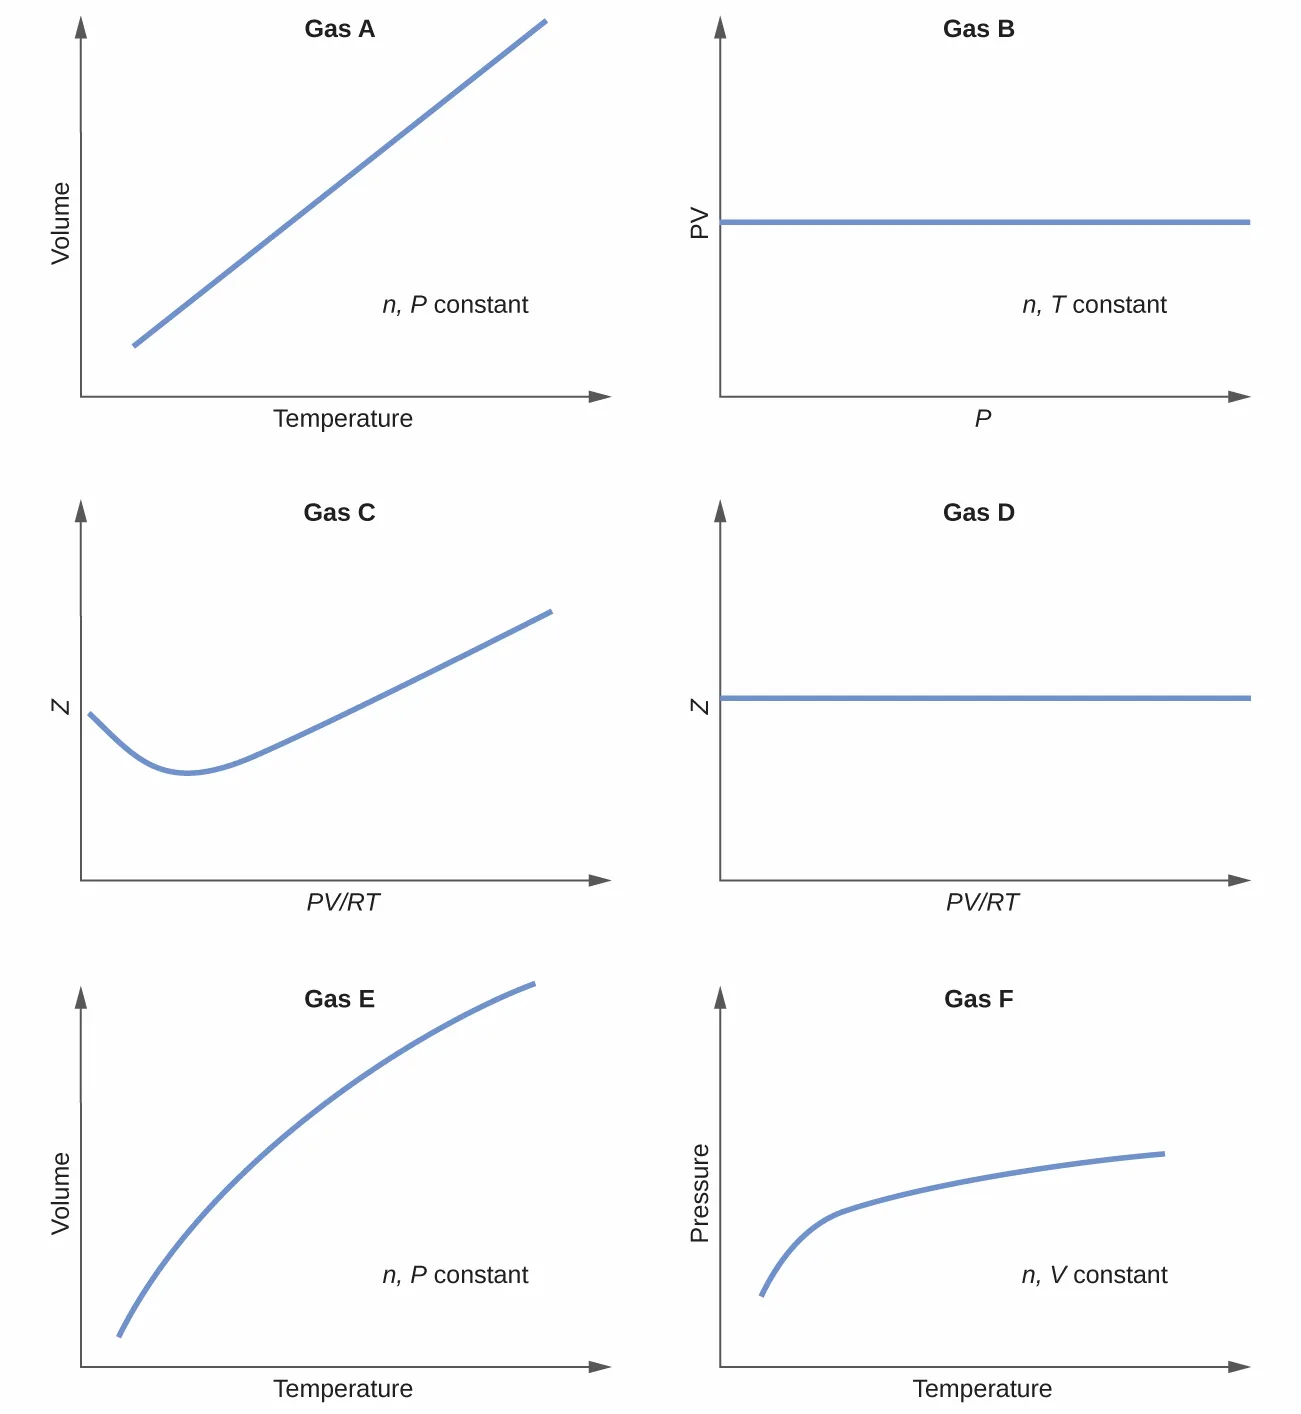 Gas A
Volume
n, P constant
Temperature
Gas B
PV
n, T constant
P
Gas C
Z
PV/RT
Gas D
Z
PV/RT
Gas E
Volume
n, P constant
Temperature
Gas F
Pressure
n, V constant
Temperature